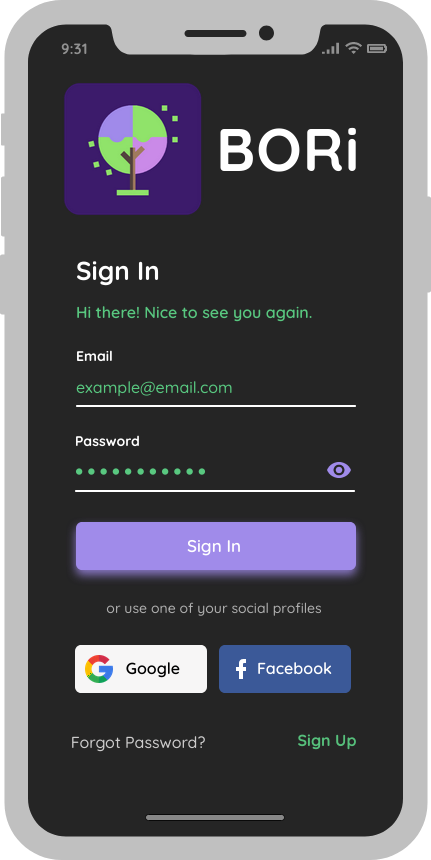 9:31
BORi
Sign In
Hi there! Nice to see you again.
Email
example@email.com
Password
Sign In
or use one of your social profiles
Google
Facebook
Forgot Password?
Sign Up